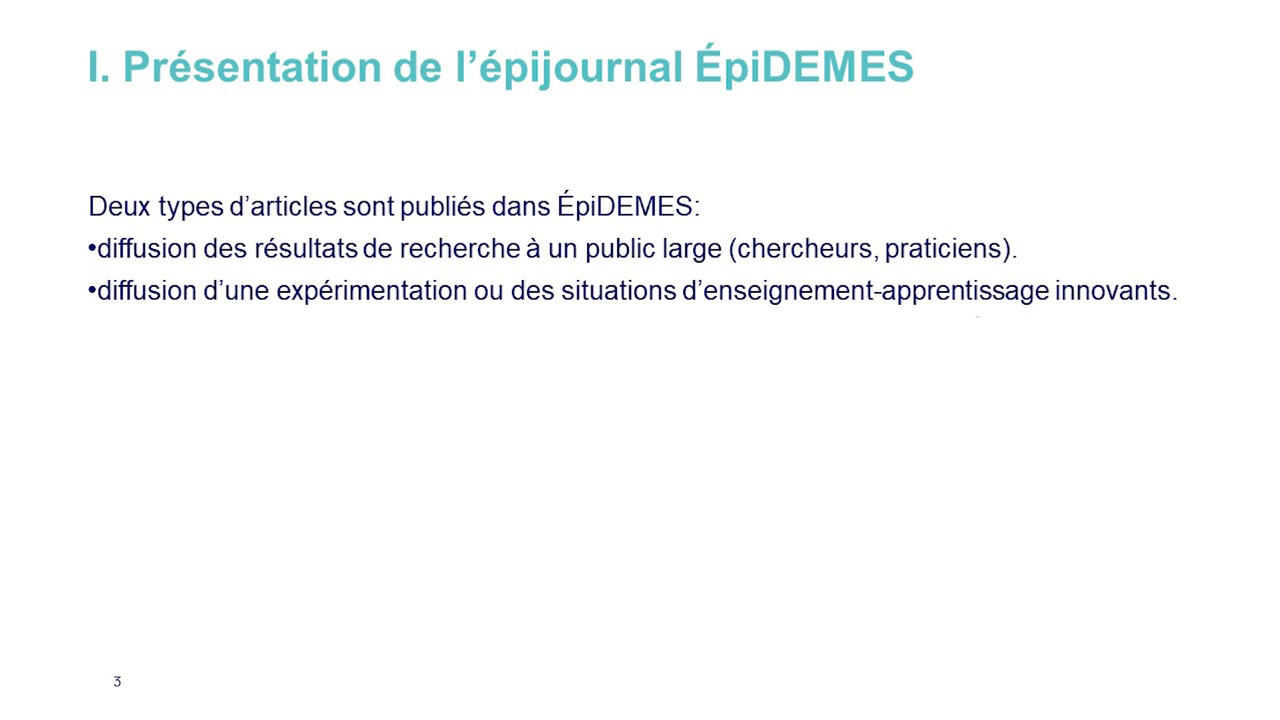 I. Présentation de l’épijournal ÉpiDEMES
Deux types d’articles sont publiés dans ÉpiDEMES:
•diffusion des résultats de recherche à un public large (chercheurs, praticiens).
•diffusion d’une expérimentation ou des situations d’enseignement-apprentissage innovants.
3